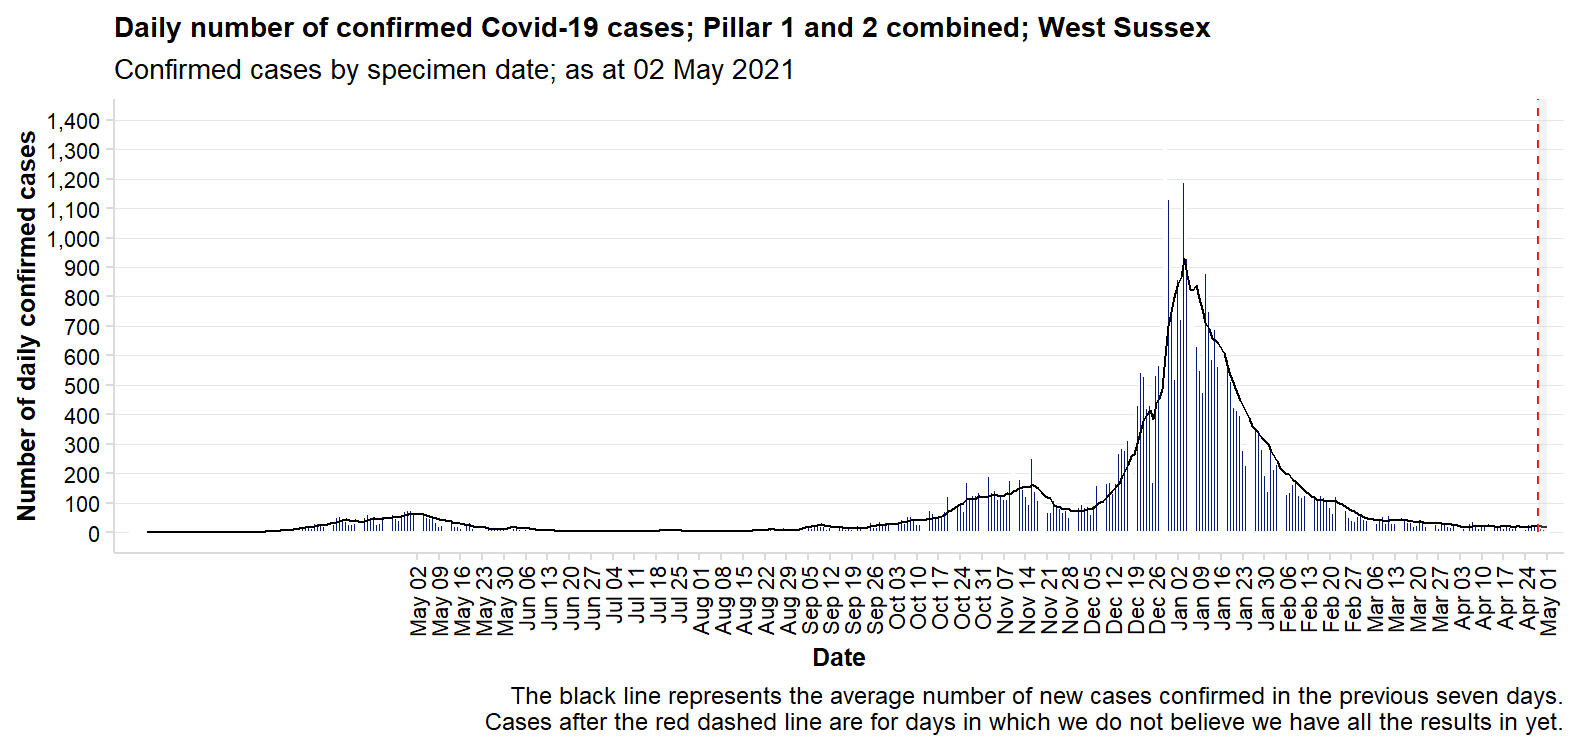 Daily number of confirmed Covid-19 cases; Pillar 1 and 2 combined; West Sussex
Confirmed cases by specimen date; as at 02 May 2021
Number of daily confirmed cases
1,400
1,300
1,200
1,100
1,000
900
800
700
600
500
400
300
200
100
0
May 02
May 09
May 16
May 23
May 30
Jun 06
Jun 13
Jun 20
Jun 27
Jul 04
Jul 11
Jul 18
Jul 25
Aug 01
Aug 08
Aug 15
Aug 22
Aug 29
Sep 05
Sep 12
Sep 19
Sep 26
Oct 03
Oct 10
Oct 17
Oct 24
Oct 31
Nov 07
Nov 14
Nov 21
Nov 28
Dec 05
Dec 12
Dec 19
Dec 26
Jan 02
Jan 09
Jan 16
Jan 23
Jan 30
Feb 06
Feb 13
Feb 20
Feb 27
Mar 06
Mar 13
Mar 20
Mar 27
Apr 03
Apr 10
Apr 17
Apr 24
May 01
Date
The black line represents the average number of new cases confirmed in the previous seven days.
Cases after the red dashed line are for days in which we do not believe we have all the results in yet.